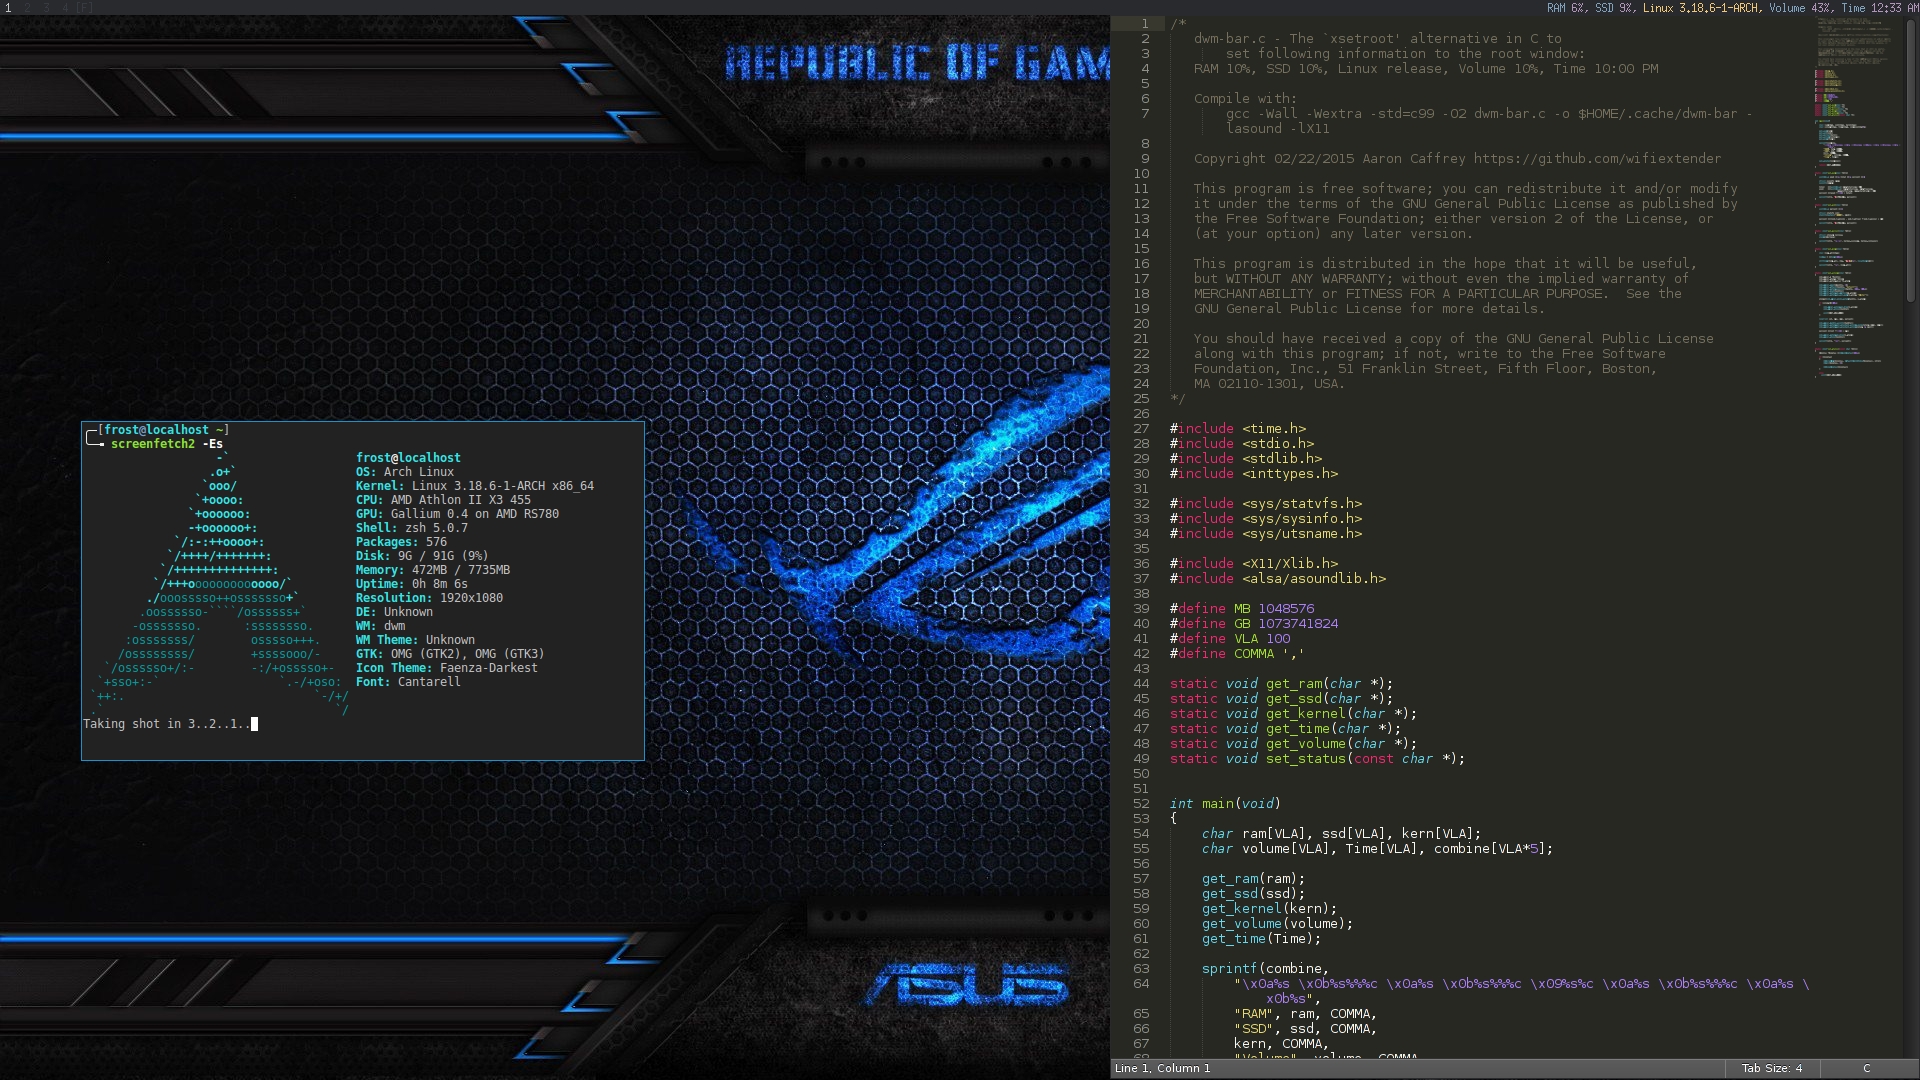 1 2 3 4 [F]
RAM 6%, SSD 9%, Linux 3.18.6-1-ARCH, Volume 43%, Time 12:33 AM
REPUBLIC OF GAM
┌─[frost@localhost ~]
└─╼ screenfetch2 -Es
frost@localhost
OS: Arch Linux
Kernel: Linux 3.18.6-1-ARCH x86_64
CPU: AMD Athlon II X3 455
GPU: Gallium 0.4 on AMD RS780
Shell: zsh 5.0.7
Packages: 576
Disk: 9G / 91G (9%)
Memory: 472MB / 7735MB
Uptime: 0h 8m 6s
Resolution: 1920x1080
DE: Unknown
WM: dwm
WM Theme: Unknown
GTK: OMG (GTK2), OMG (GTK3)
Icon Theme: Faenza-Darkest
Font: Cantarell
Taking shot in 3..2..1..
ASUS
1 /*
2 dwm-bar.c - The `xsetroot' alternative in C to
3 set following information to the root window:
4 RAM 10%, SSD 10%, Linux release, Volume 10%, Time 10:00 PM
5
6 Compile with:
7 gcc -Wall -Wextra -std=c99 -O2 dwm-bar.c -o $HOME/.cache/dwm-bar -
lasound -lX11
8
9 Copyright 02/22/2015 Aaron Caffrey https://github.com/wifiextender
10
11 This program is free software; you can redistribute it and/or modify
12 it under the terms of the GNU General Public License as published by
13 the Free Software Foundation; either version 2 of the License, or
14 (at your option) any later version.
15
16 This program is distributed in the hope that it will be useful,
17 but WITHOUT ANY WARRANTY; without even the implied warranty of
18 MERCHANTABILITY or FITNESS FOR A PARTICULAR PURPOSE.  See the
19 GNU General Public License for more details.
20
21 You should have received a copy of the GNU General Public License
22 along with this program; if not, write to the Free Software
23 Foundation, Inc., 51 Franklin Street, Fifth Floor, Boston,
24 MA 02110-1301, USA.
25 */
26
27 #include <time.h>
28 #include <stdio.h>
29 #include <stdlib.h>
30 #include <inttypes.h>
31
32 #include <sys/statvfs.h>
33 #include <sys/sysinfo.h>
34 #include <sys/utsname.h>
35
36 #include <X11/Xlib.h>
37 #include <alsa/asoundlib.h>
38
39 #define MB 1048576
40 #define GB 1073741824
41 #define VLA 100
42 #define COMMA ','
43
44 static void get_ram(char *);
45 static void get_ssd(char *);
46 static void get_kernel(char *);
47 static void get_time(char *);
48 static void get_volume(char *);
49 static void set_status(const char *);
50
51
52 int main(void)
53 {
54 char ram[VLA], ssd[VLA], kern[VLA];
55 char volume[VLA], Time[VLA], combine[VLA*5];
56
57 get_ram(ram);
58 get_ssd(ssd);
59 get_kernel(kern);
60 get_volume(volume);
61 get_time(Time);
62
63 sprintf(combine,
64 "\x0a%s \x0b%s%%%c \x0a%s \x0b%s%%%c \x09%s%c \x0a%s \x0b%s%%%c \x0a%s \
x0b%s",
65 "RAM", ram, COMMA,
66 "SSD", ssd, COMMA,
67 kern, COMMA,
68 "Volume", volume, COMMA,
Line 1, Column 1
Tab Size: 4
C